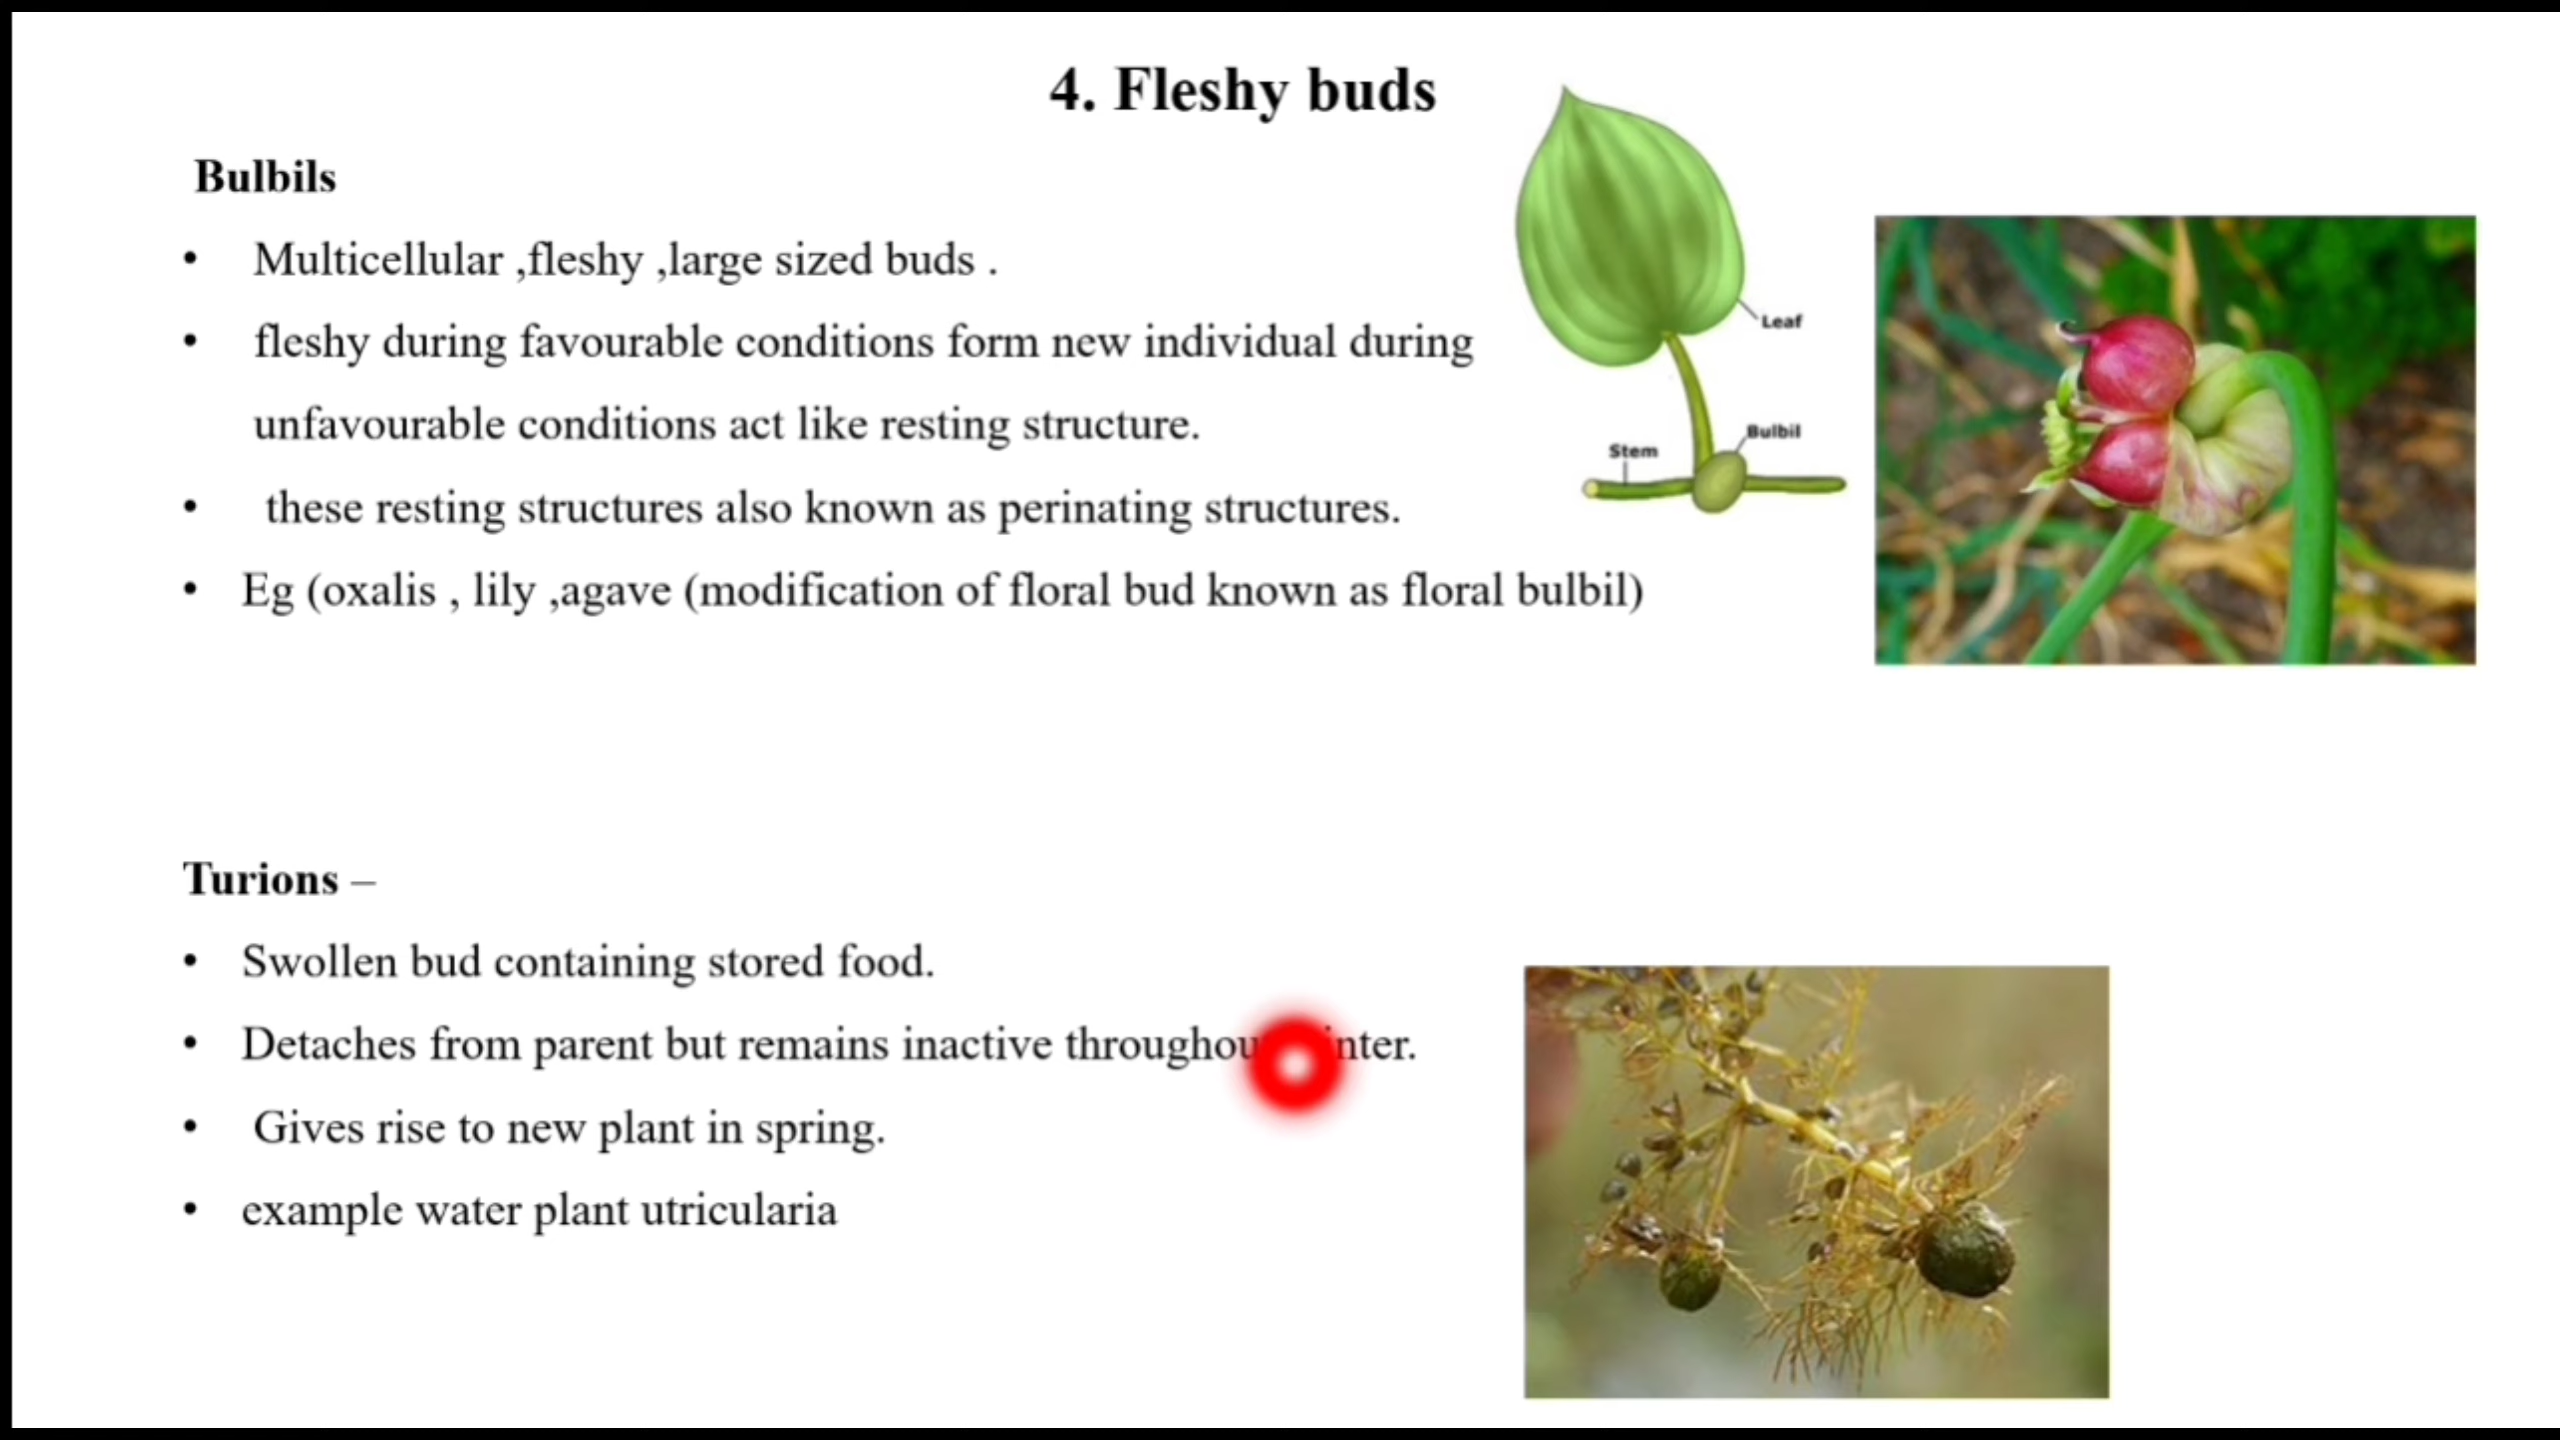 4. Fleshy buds
Bulbils
• Multicellular ,fleshy ,large sized buds .
• fleshy during favourable conditions form new individual during
unfavourable conditions act like resting structure.
• these resting structures also known as perinating structures.
• Eg (oxalis , lily ,agave (modification of floral bud known as floral bulbil)
Leaf
Bulbil
Stem
Turions –
• Swollen bud containing stored food.
• Detaches from parent but remains inactive
• Gives rise to new plant in spring.
• example water plant utricularia